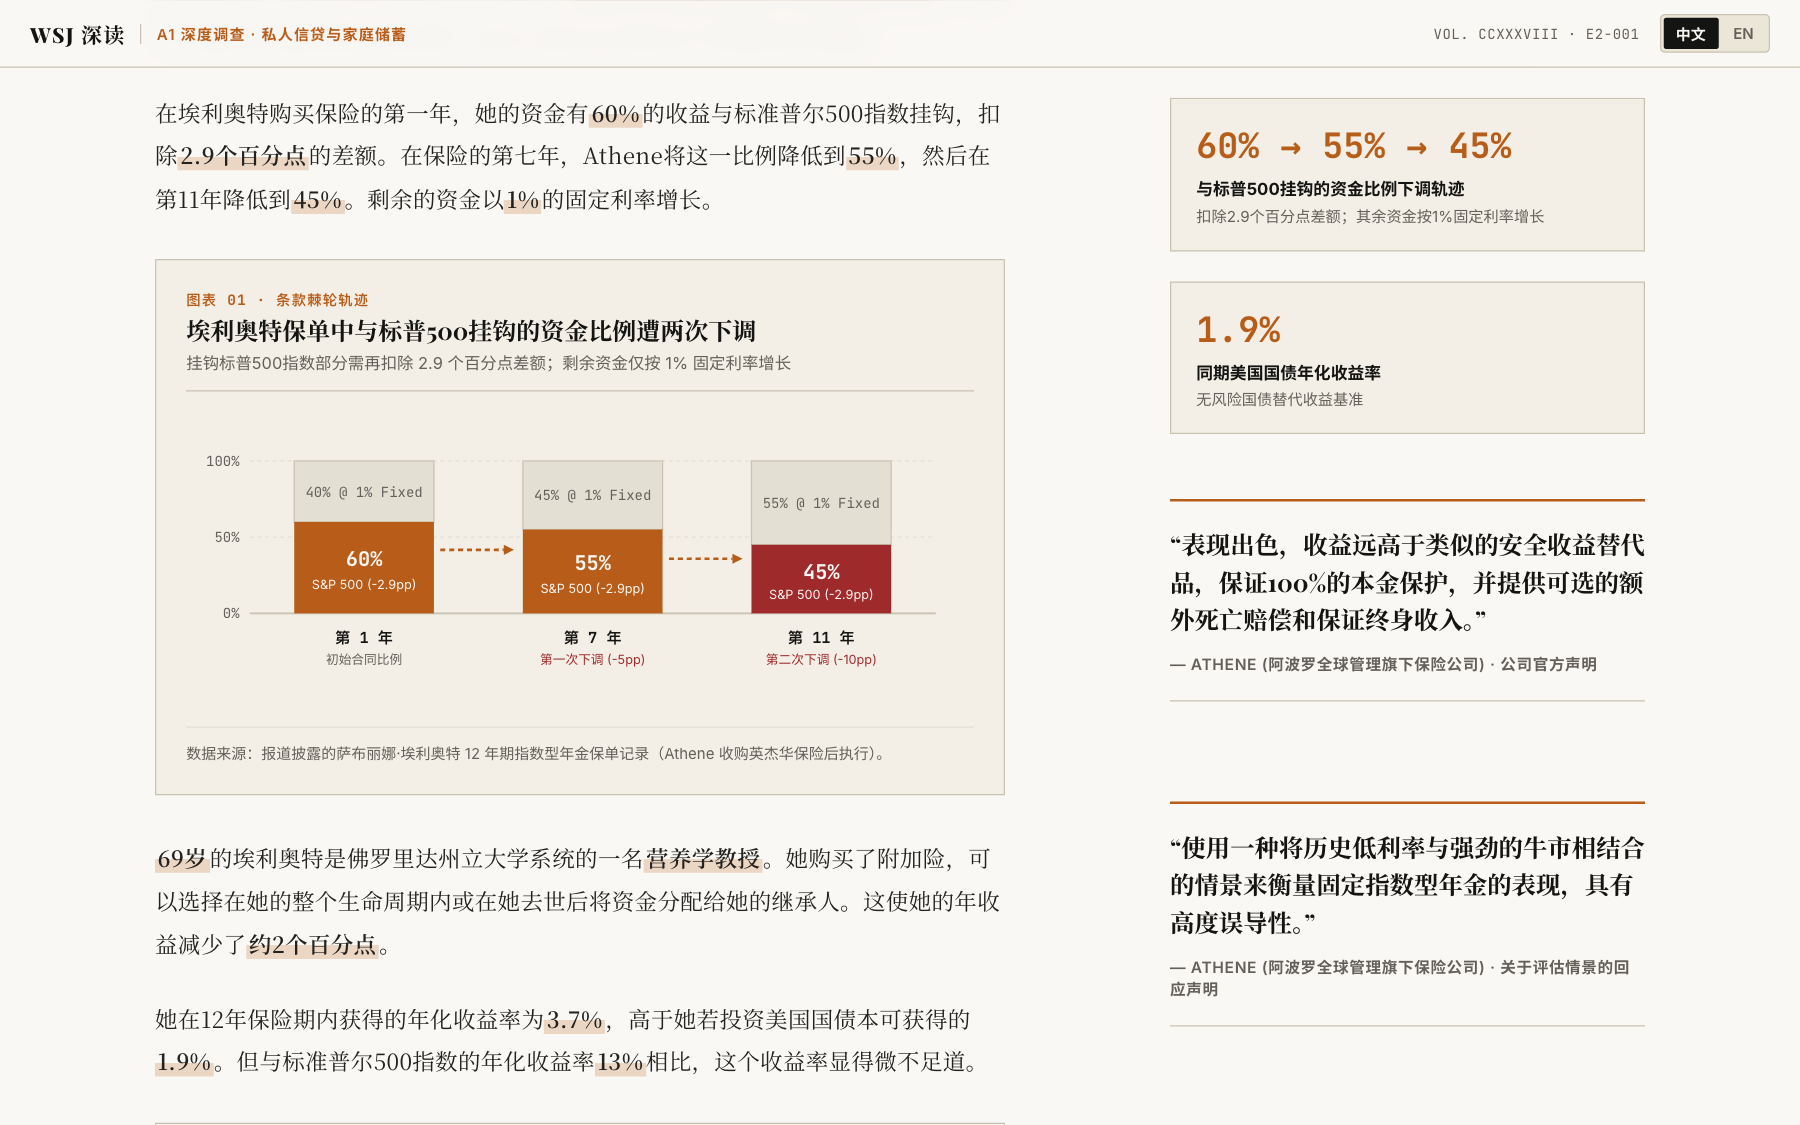 WSJ 深读
A1 深度调查 · 私人信贷与家庭储蓄
VOL. CCXXXVIII · E2-001
中文
EN
在埃利奥特购买保险的第一年，她的资金有60%的收益与标准普尔500指数挂钩，扣
除2.9个百分点的差额。在保险的第七年，Athene将这一比例降低到55%，然后在
第11年降低到45%。剩余的资金以1%的固定利率增长。
图表 01 · 条款棘轮轨迹
埃利奥特保单中与标普500挂钩的资金比例遭两次下调
挂钩标普500指数部分需再扣除 2.9 个百分点差额；剩余资金仅按 1% 固定利率增长
100%
50%
0%
40% @ 1% Fixed
60%
S&P 500 (-2.9pp)
第 1 年
初始合同比例
45% @ 1% Fixed
55%
S&P 500 (-2.9pp)
第 7 年
第一次下调 (-5pp)
55% @ 1% Fixed
45%
S&P 500 (-2.9pp)
第 11 年
第二次下调 (-10pp)
数据来源：报道披露的萨布丽娜·埃利奥特 12 年期指数型年金保单记录（Athene 收购英杰华保险后执行）。
69岁的埃利奥特是佛罗里达州立大学系统的一名营养学教授。她购买了附加险，可
以选择在她的整个生命周期内或在她去世后将资金分配给她的继承人。这使她的年收
益减少了约2个百分点。
她在12年保险期内获得的年化收益率为3.7%，高于她若投资美国国债本可获得的
1.9%。但与标准普尔500指数的年化收益率13%相比，这个收益率显得微不足道。
60% → 55% → 45%
与标普500挂钩的资金比例下调轨迹
扣除2.9个百分点差额；其余资金按1%固定利率增长
1.9%
同期美国国债年化收益率
无风险国债替代收益基准
“表现出色，收益远高于类似的安全收益替代
品，保证100%的本金保护，并提供可选的额
外死亡赔偿和保证终身收入。”
— ATHENE (阿波罗全球管理旗下保险公司) · 公司官方声明
“使用一种将历史低利率与强劲的牛市相结合
的情景来衡量固定指数型年金的表现，具有
高度误导性。”
— ATHENE (阿波罗全球管理旗下保险公司) · 关于评估情景的回
应声明